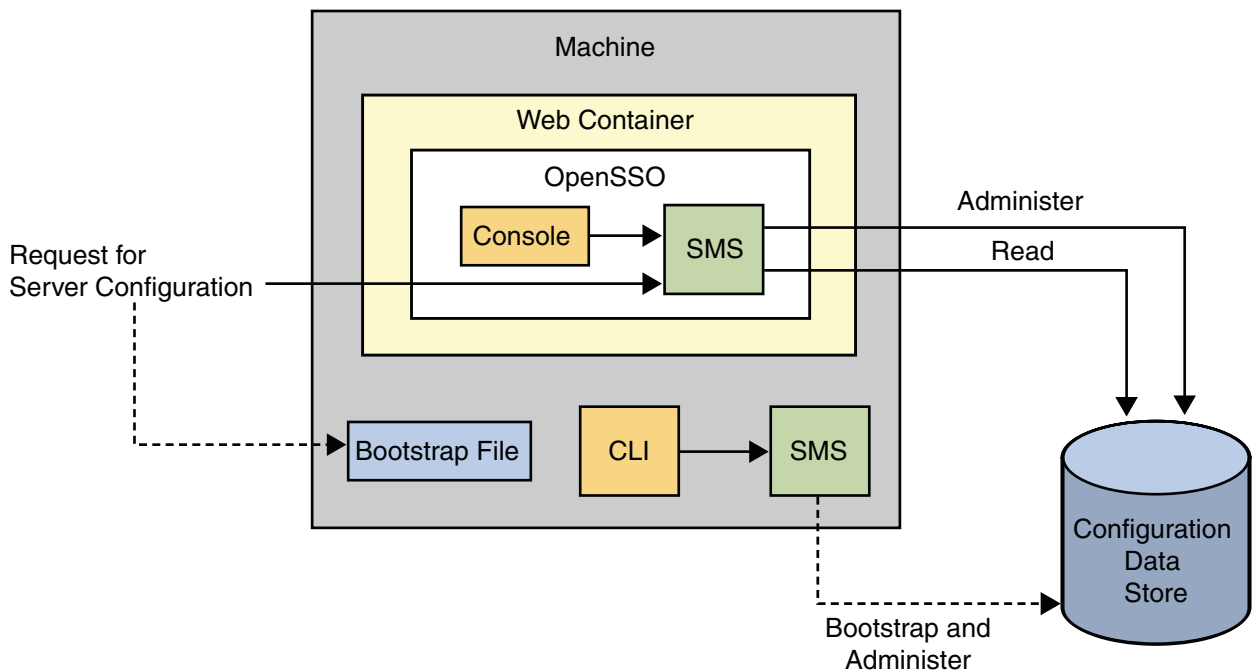 Machine
Web Container
OpenSSO
Console
SMS
Administer
Read
Request for
Server Configuration
Bootstrap File
CLI
SMS
Configuration
Data
Store
Bootstrap and
Administer